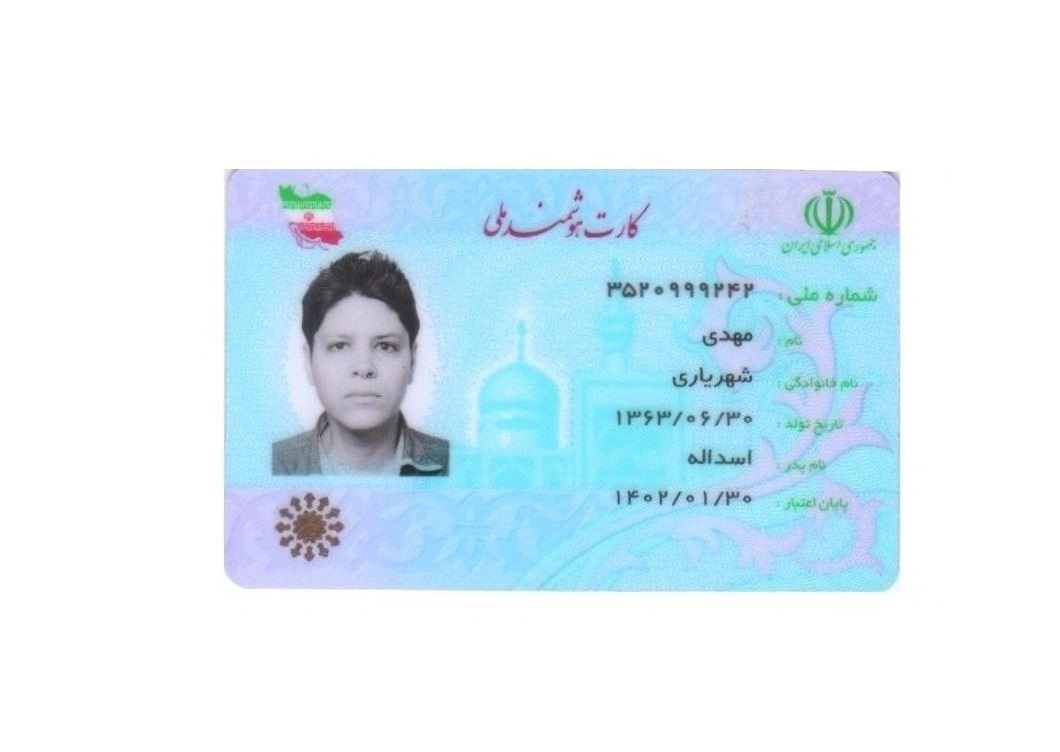 کارت هوشمند ملی
جمهوری اسلامی ایران
شماره ملی : ۳۵۲۰۹۹۹۲۴۲
نام : مهدی
نام خانوادگی : شهریاری
تاریخ تولد : ۱۳۶۳/۰۶/۳۰
نام پدر : اسداله
پایان اعتبار : ۱۴۰۲/۰۱/۳۰